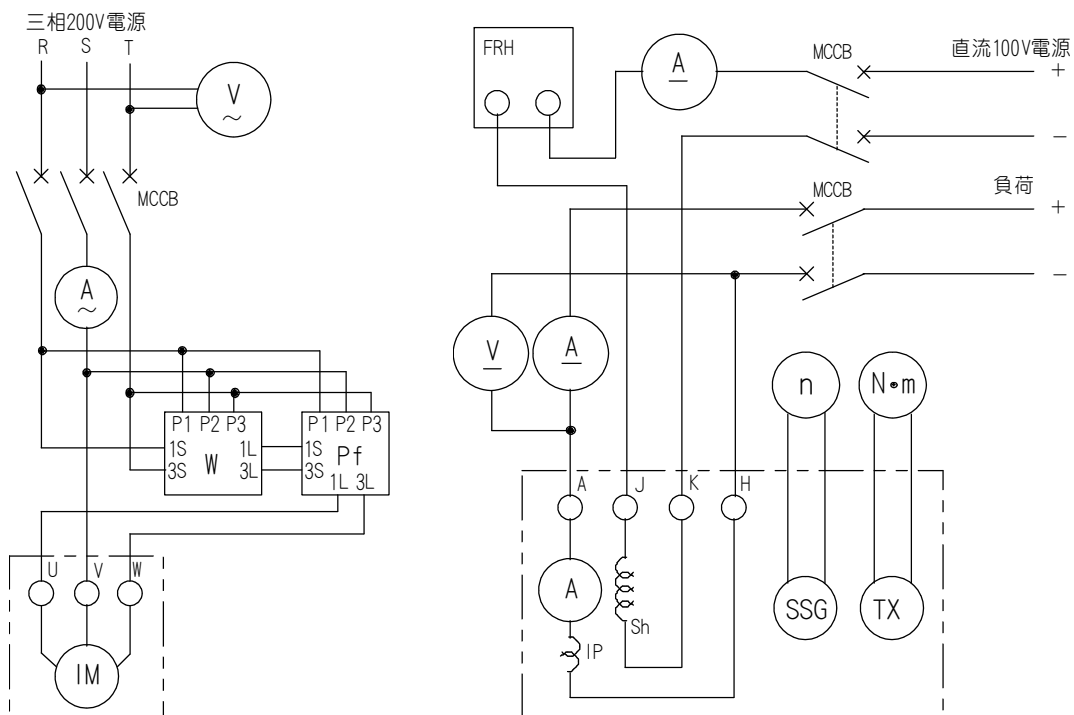 三相200V電源
R S T
V
~
MCCB
A
~
P1 P2 P3
1S 1L
3S W 3L
P1 P2 P3
1S
3S Pf
1L 3L
U V W
IM
FRH
A
MCCB
直流100V電源
+
-
MCCB
負荷
+
-
V
A
n
N•m
A J K H
A
Sh
IP
SSG
TX